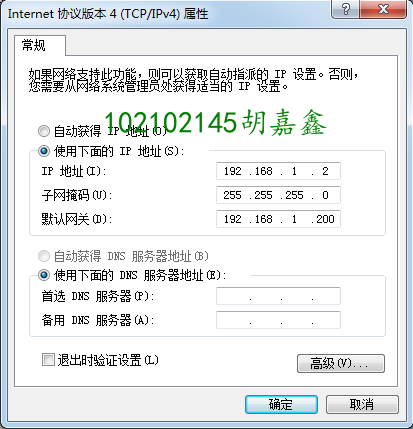 Internet 协议版本 4 (TCP/IPv4) 属性
常规
如果网络支持此功能，则可以获取自动指派的 IP 设置。否则，
您需要从网络系统管理员处获得适当的 IP 设置。
102102145胡嘉鑫
自动获得 IP 地址(O)
使用下面的 IP 地址(S):
IP 地址(I): 192 .168 . 1 . 2
子网掩码(U): 255 .255 .255 . 0
默认网关(D): 192 .168 . 1 .200
自动获得 DNS 服务器地址(B)
使用下面的 DNS 服务器地址(E):
首选 DNS 服务器(P): . . .
备用 DNS 服务器(A): . . .
退出时验证设置(L)
高级(V)...
确定 取消